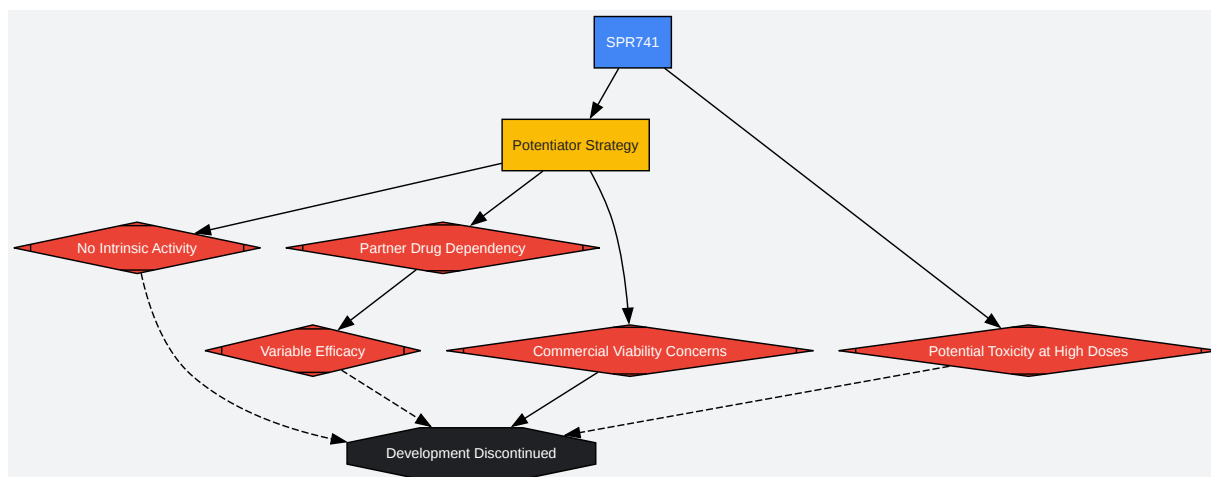 SPR741
Potentiator Strategy
No Intrinsic Activity
Partner Drug Dependency
Variable Efficacy
Commercial Viability Concerns
Potential Toxicity at High Doses
Development Discontinued